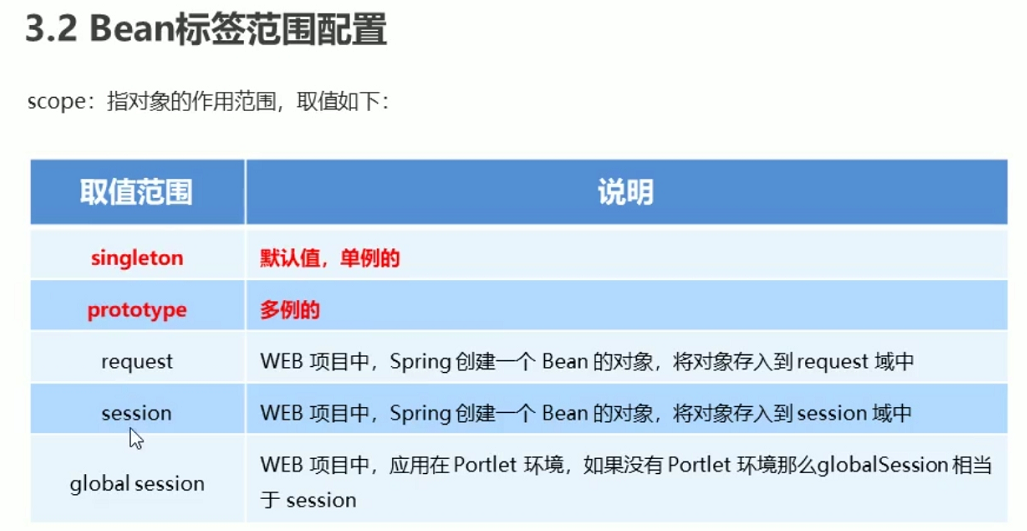 3.2 Bean标签范围配置
scope：指对象的作用范围，取值如下：
取值范围 说明
singleton 默认值，单例的
prototype 多例的
request WEB 项目中，Spring 创建一个 Bean 的对象，将对象存入到 request 域中
session WEB 项目中，Spring 创建一个 Bean 的对象，将对象存入到 session 域中
global session WEB 项目中，应用在 Portlet 环境，如果没有 Portlet 环境那么globalSession 相当
于 session